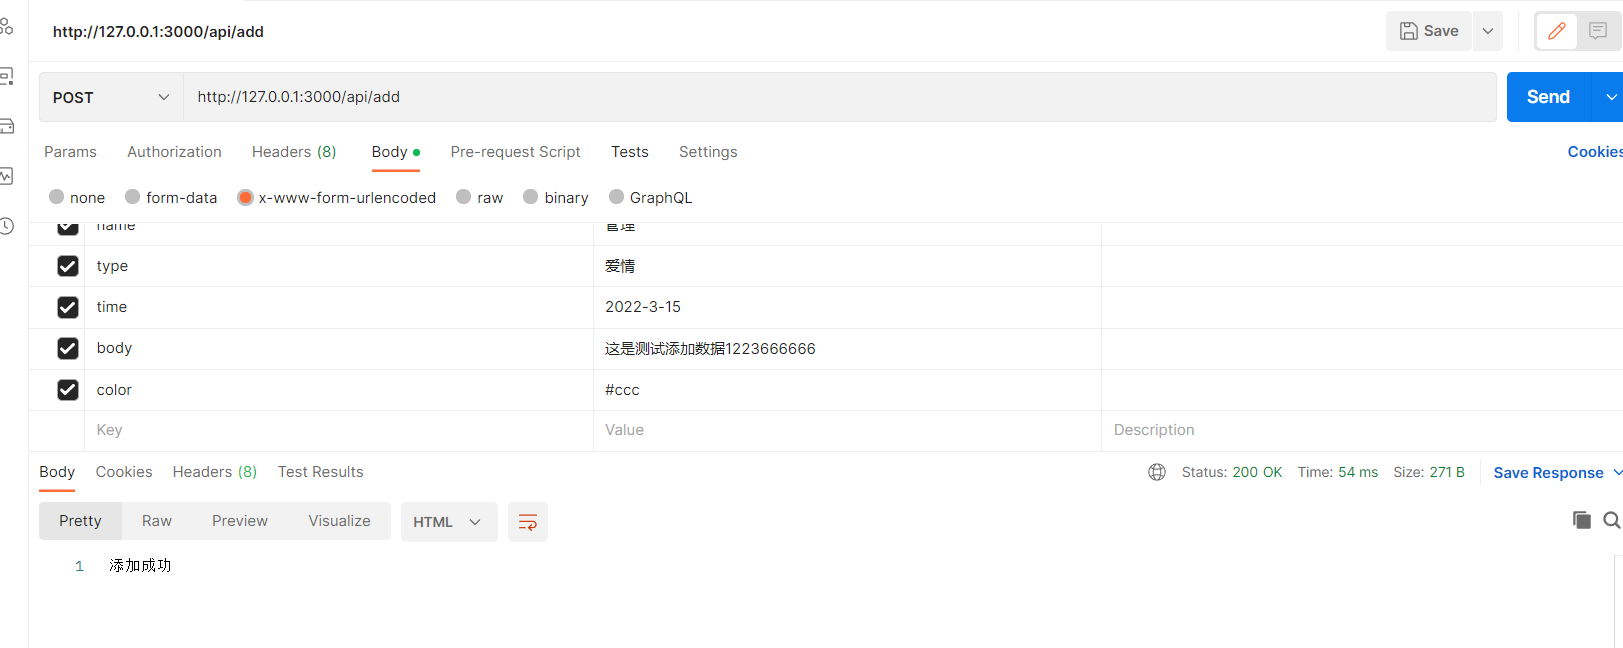 http://127.0.0.1:3000/api/add
Save
POST
http://127.0.0.1:3000/api/add
Send
Params Authorization Headers (8) Body Pre-request Script Tests Settings Cookies
none form-data x-www-form-urlencoded raw binary GraphQL
name 管理
type 爱情
time 2022-3-15
body 这是测试添加数据1223666666
color #ccc
Key Value Description
Body Cookies Headers (8) Test Results Status: 200 OK Time: 54 ms Size: 271 B Save Response
Pretty Raw Preview Visualize HTML
1 添加成功